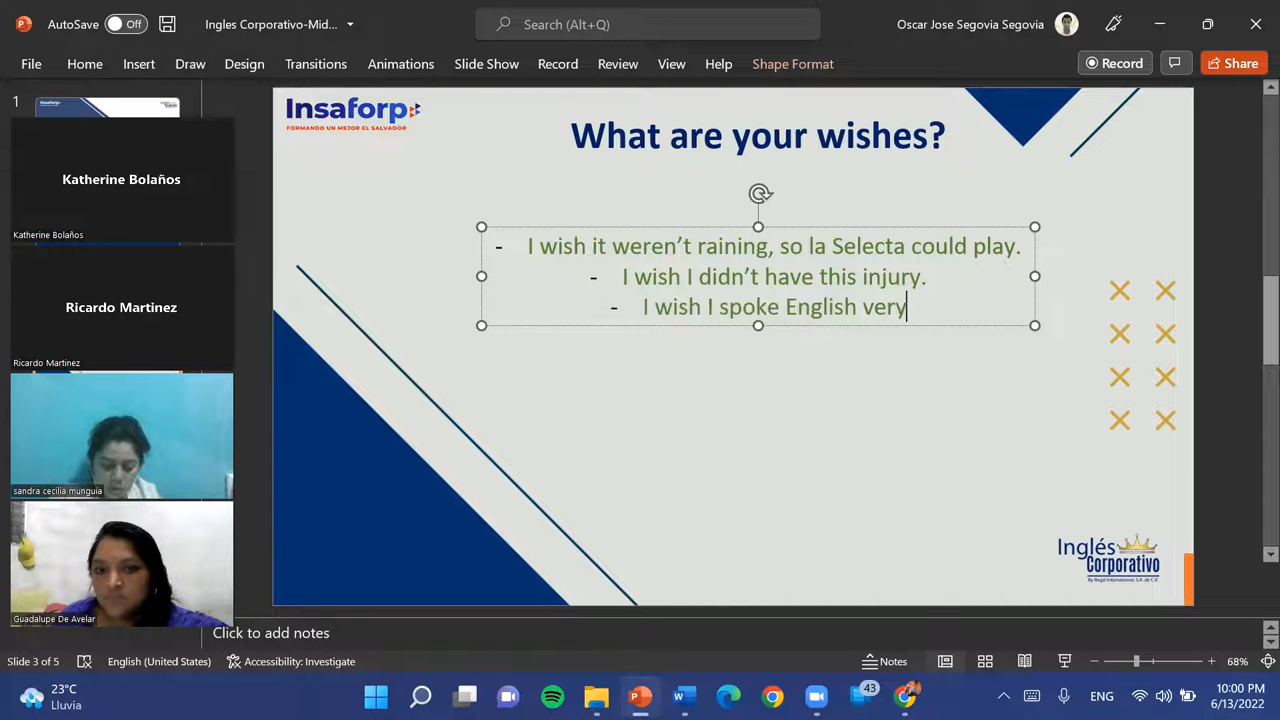 AutoSave Off Ingles Corporativo-Mid... Search (Alt+Q) Oscar Jose Segovia Segovia
File Home Insert Draw Design Transitions Animations Slide Show Record Review View Help Shape Format Record Share
1
Insaforp
FORMANDO UN MEJOR EL SALVADOR
What are your wishes?
Katherine Bolaños
Katherine Bolaños
- I wish it weren't raining, so la Selecta could play.
- I wish I didn't have this injury.
- I wish I spoke English very
Ricardo Martinez
Ricardo Martinez
sandra cecilia munguía
Guadalupe De Avelar
Inglés
Corporativo
By Regal International, S.A. de C.V.
Click to add notes
Slide 3 of 5 English (United States) Accessibility: Investigate Notes 68%
23°C
Lluvia
43
ENG
10:00 PM
6/13/2022